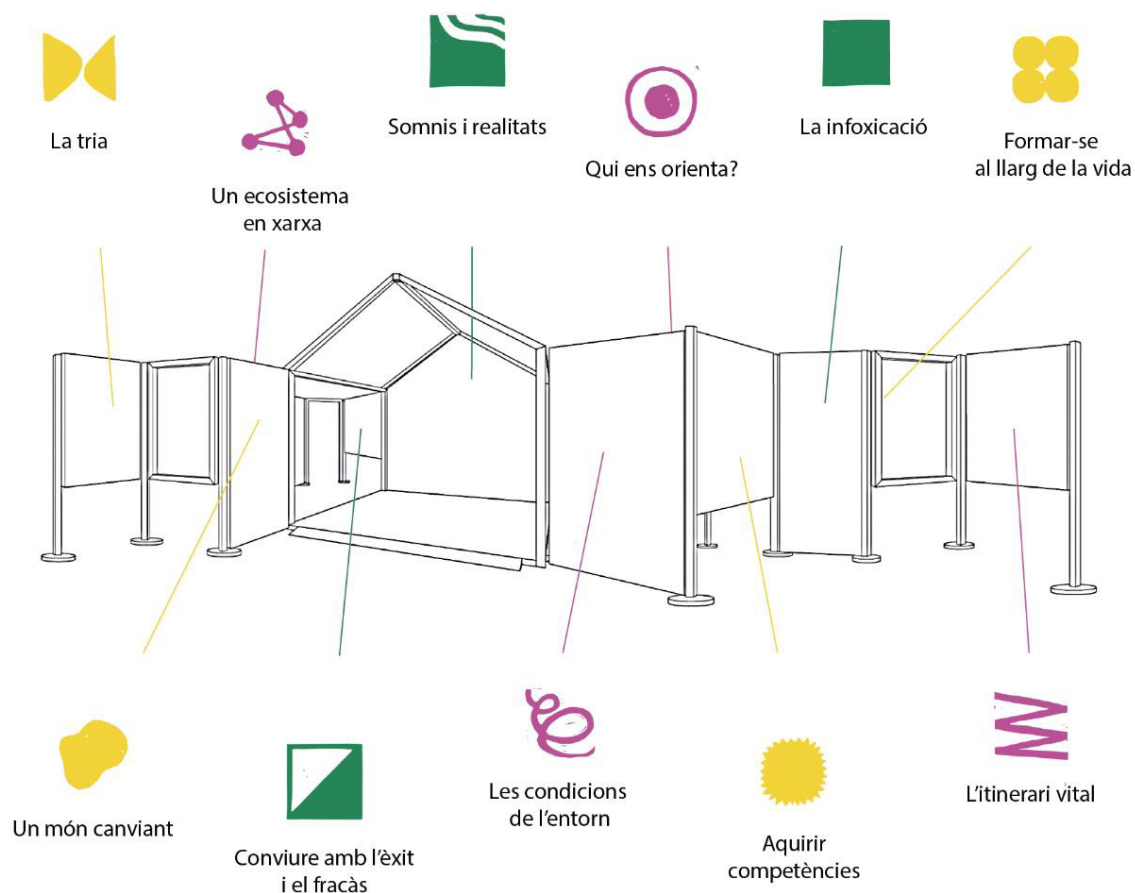 La tria
Un ecosistema
en xarxa
Somnis i realitats
Qui ens orienta?
La infoxicació
Formar-se
al llarg de la vida
Un món canviant
Conviure amb l'èxit
i el fracàs
Les condicions
de l'entorn
Aquirir
competències
L'itinerari vital